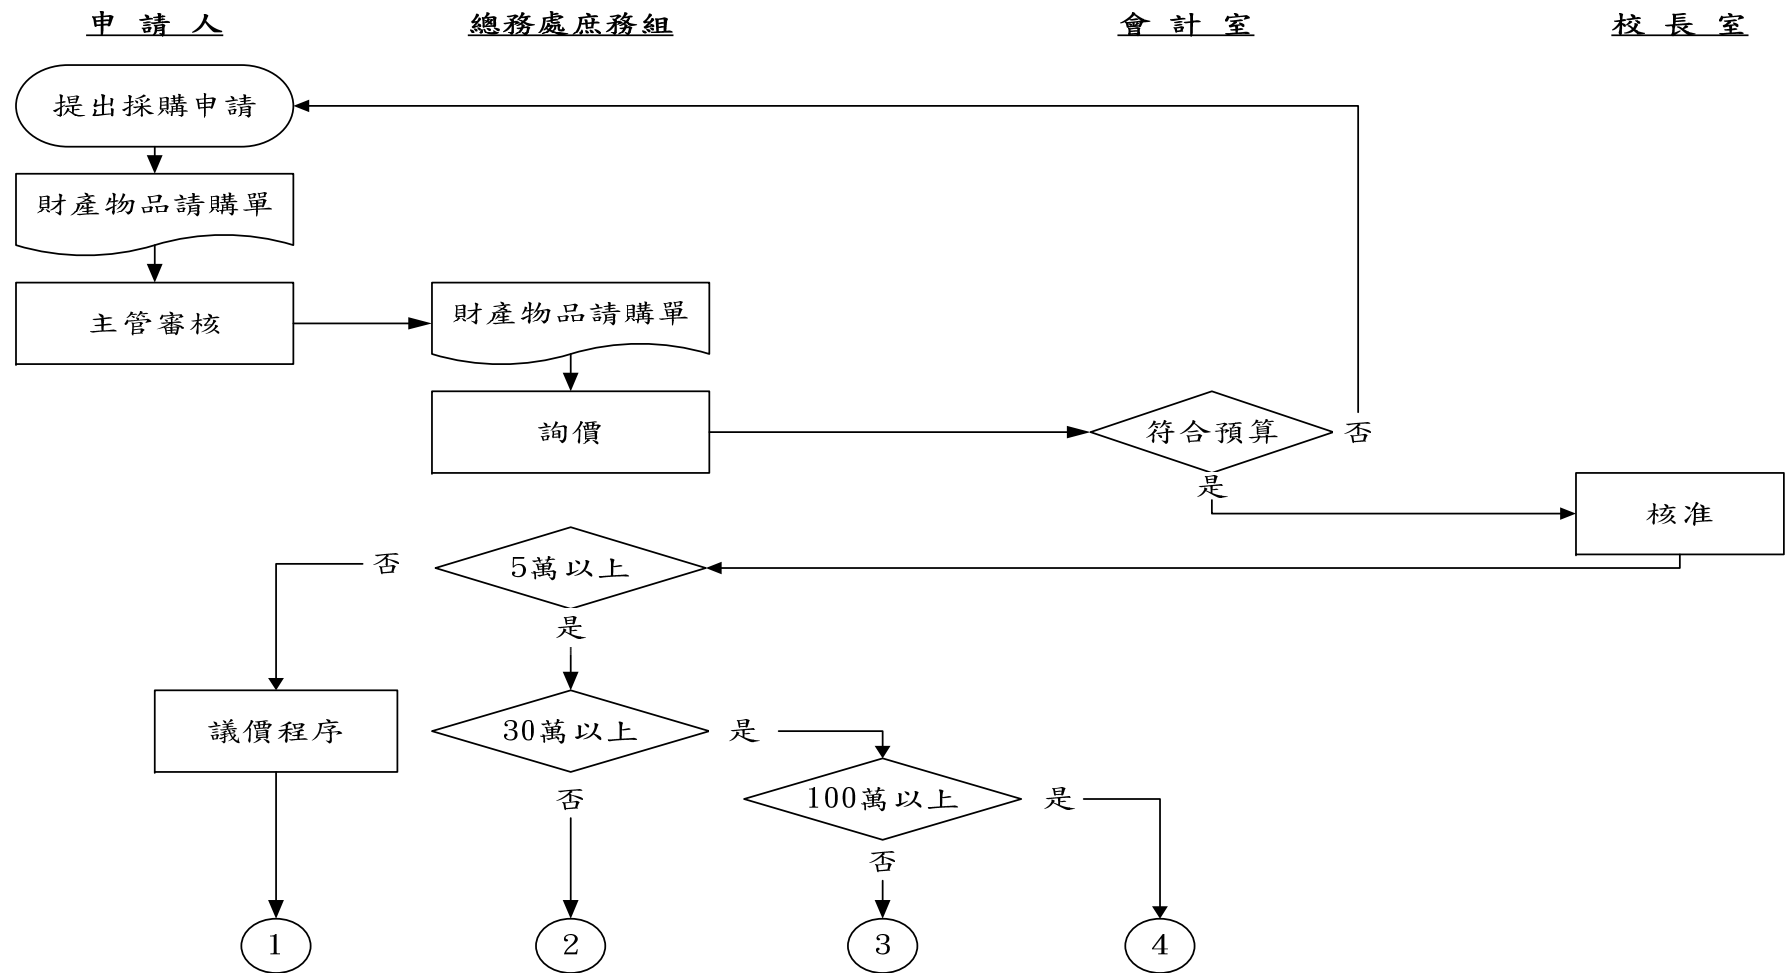 申請人
總務處庶務組
會計室
校長室
提出採購申請
財產物品請購單
主管審核
財產物品請購單
詢價
符合預算
否
是
核准
5萬以上
否
是
議價程序
30萬以上
是
否
100萬以上
是
否
1
2
3
4